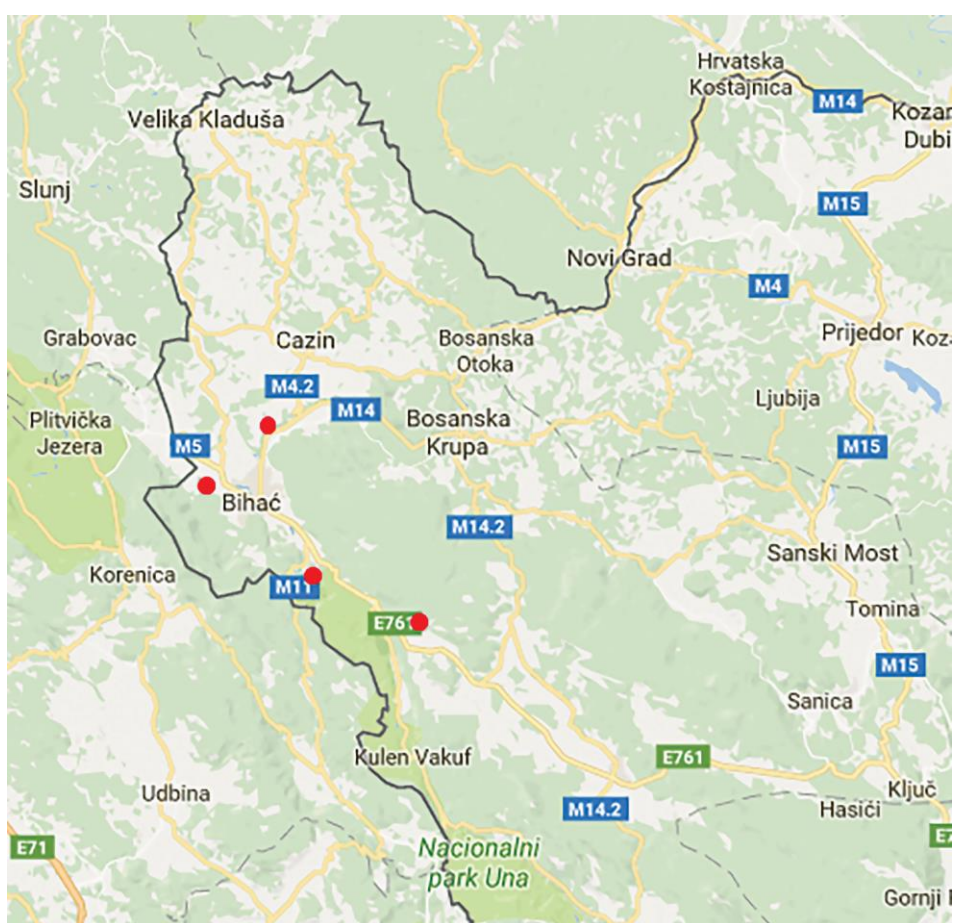 Hrvatska
Kostajnica
M14
Kozar
Dubi
Velika Kladuša
Slunj
M15
Novi Grad
M4
Grabovac
Cazin
Bosanska
Otoka
Prijedor
Koza
M4.2
M14
Ljubija
Plitvička
Jezera
Bosanska
Krupa
M5
M15
Bihać
M14.2
Sanski Most
Korenica
M11
Tomina
E761
M15
Sanica
Kulen Vakuf
E761
Udbina
Ključ
M14.2
Hasići
E71
E7
Nacionalni
park Una
Gornji